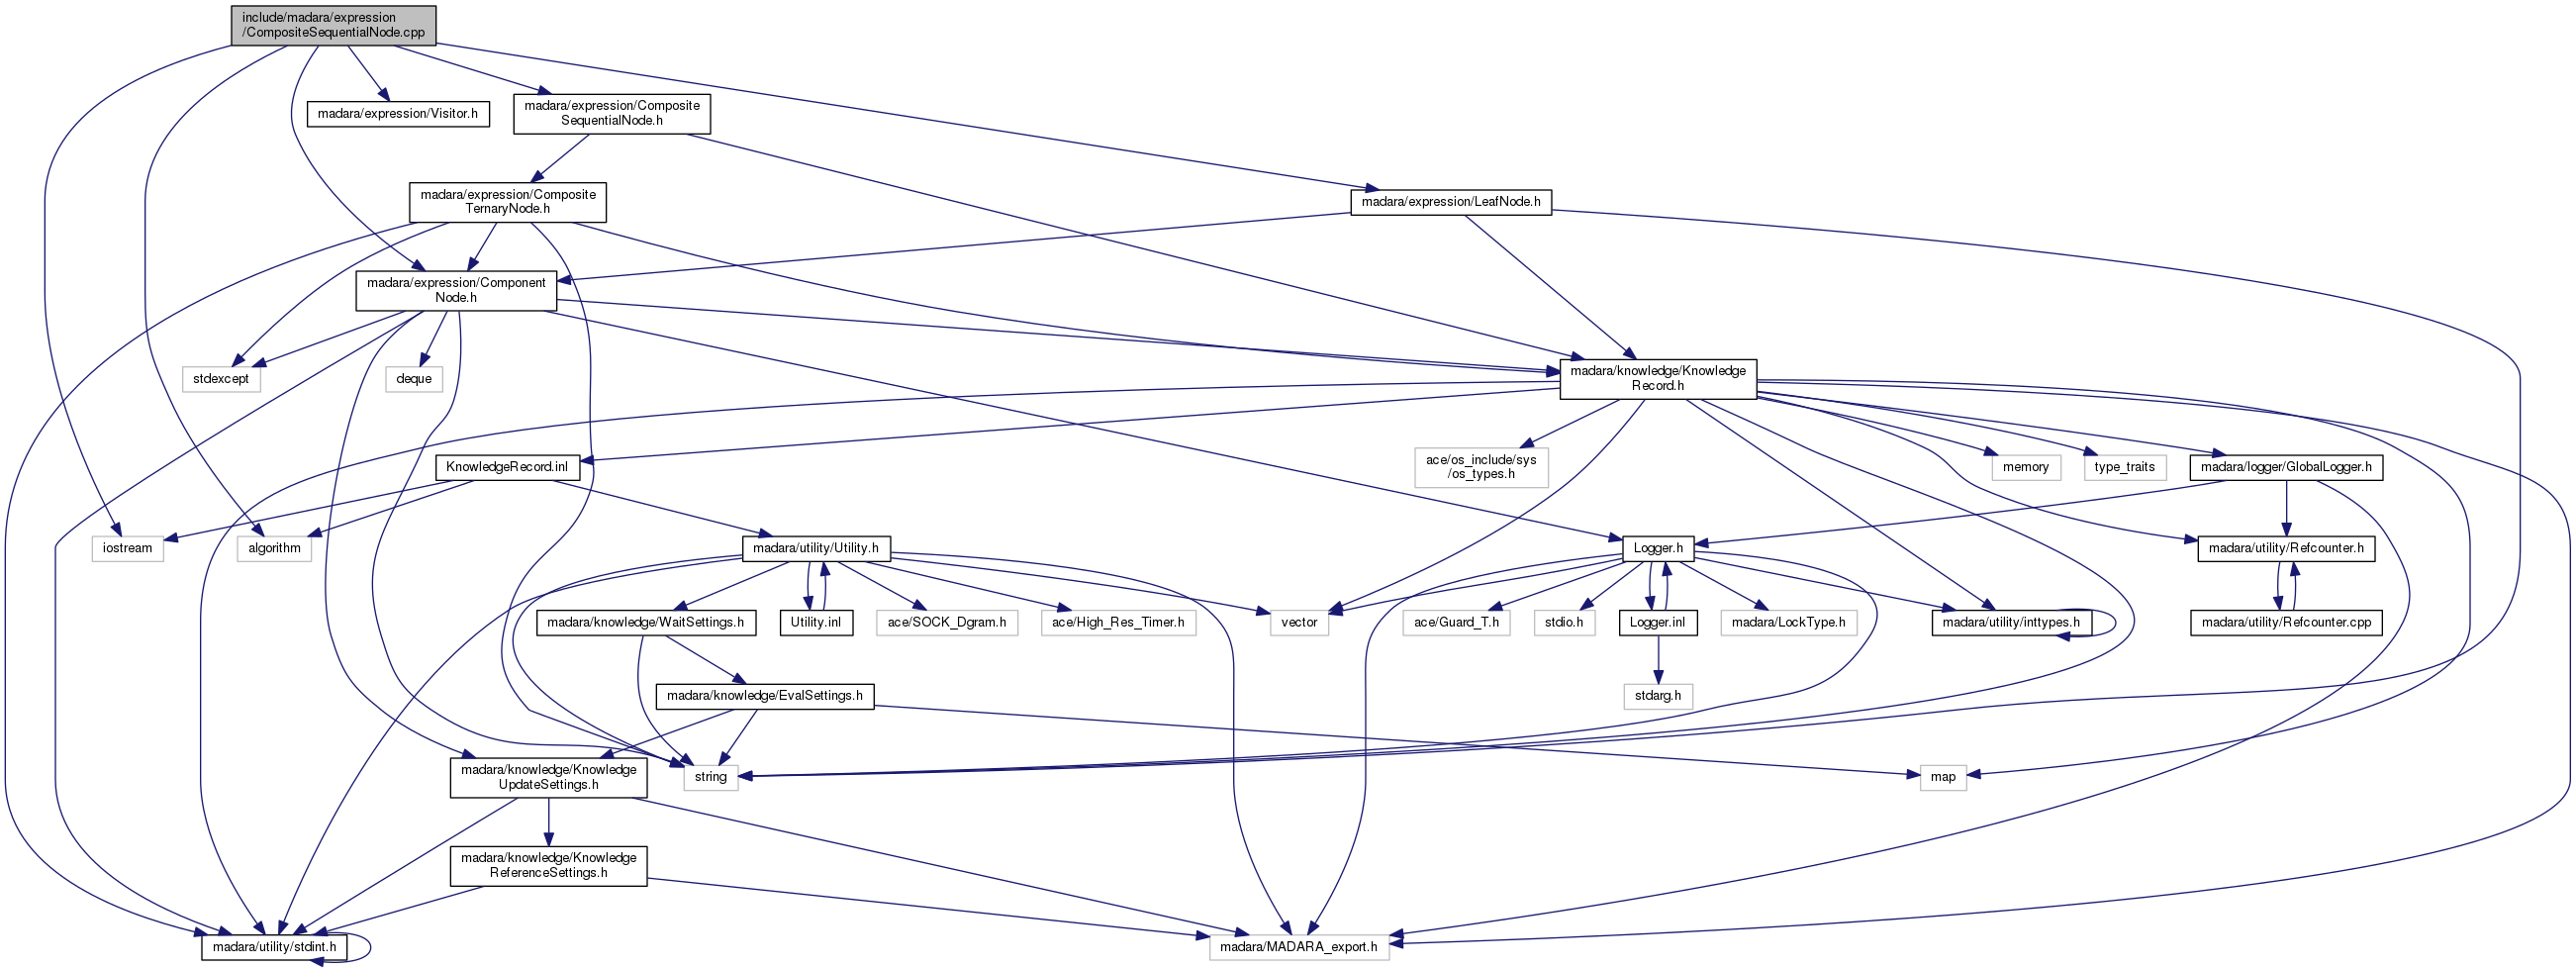 include/madara/expression
/CompositeSequentialNode.cpp
madara/expression/Visitor.h
madara/expression/Composite
SequentialNode.h
madara/expression/Composite
TernaryNode.h
madara/expression/LeafNode.h
madara/expression/Component
Node.h
stdexcept
deque
madara/knowledge/Knowledge
Record.h
KnowledgeRecord.inl
ace/os_include/sys
/os_types.h
memory
type_traits
madara/logger/GlobalLogger.h
iostream
algorithm
madara/utility/Utility.h
Logger.h
madara/utility/Refcounter.h
madara/knowledge/WaitSettings.h
Utility.inl
ace/SOCK_Dgram.h
ace/High_Res_Timer.h
vector
ace/Guard_T.h
stdio.h
Logger.inl
madara/LockType.h
madara/utility/inttypes.h
madara/utility/Refcounter.cpp
madara/knowledge/EvalSettings.h
stdarg.h
madara/knowledge/Knowledge
UpdateSettings.h
string
map
madara/knowledge/Knowledge
ReferenceSettings.h
madara/utility/stdint.h
madara/MADARA_export.h